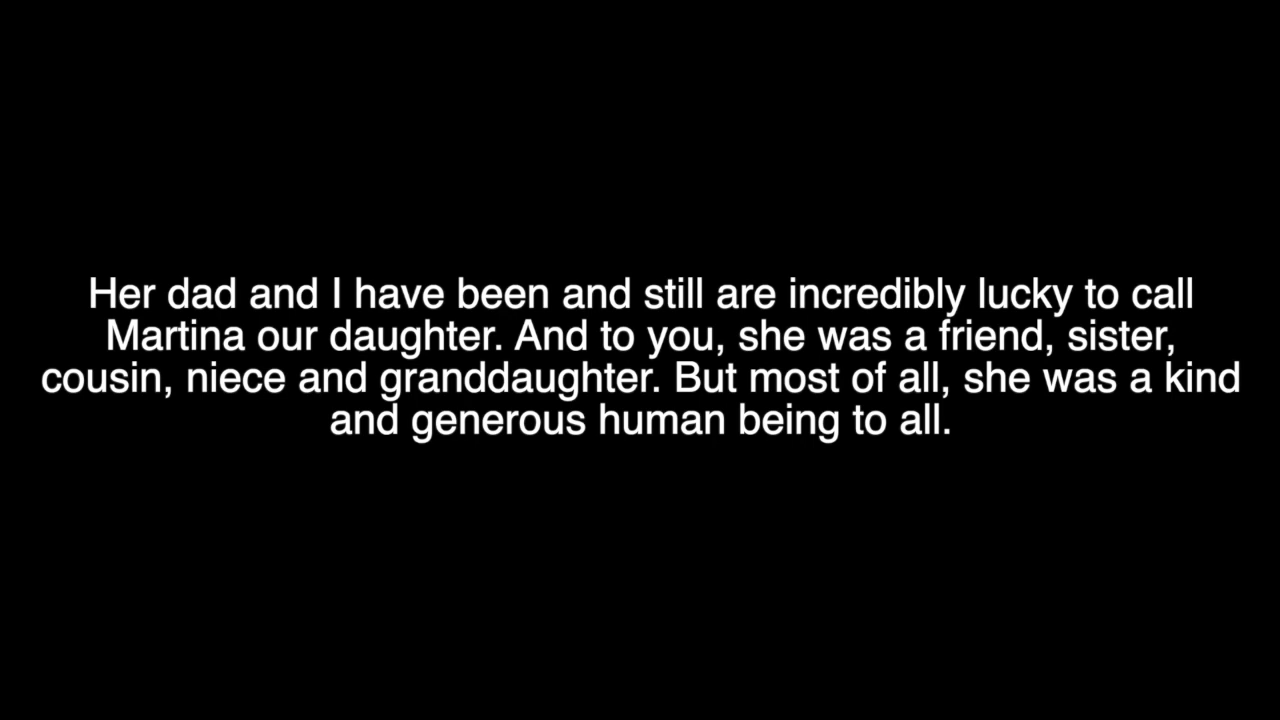 Her dad and I have been and still are incredibly lucky to call
Martina our daughter. And to you, she was a friend, sister,
cousin, niece and granddaughter. But most of all, she was a kind
and generous human being to all.